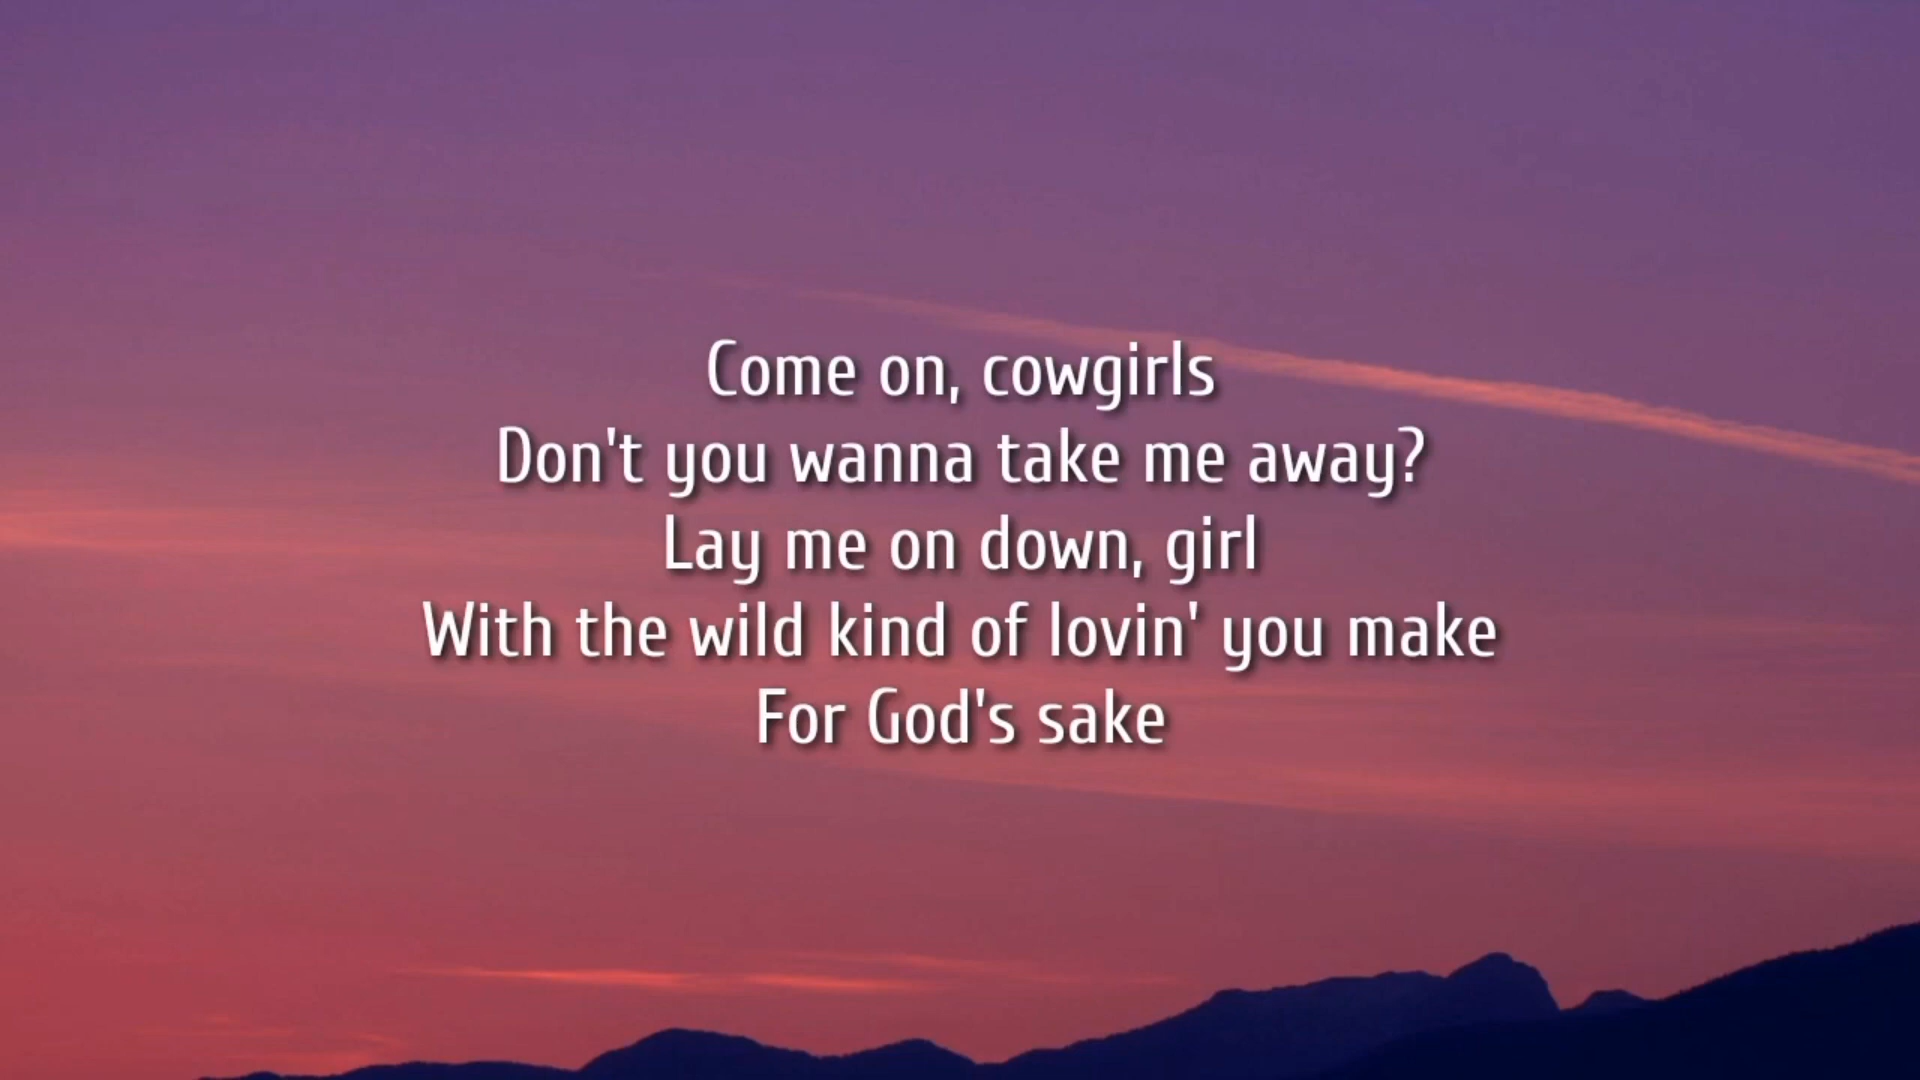 Come on, cowgirls
Don't you wanna take me away?
Lay me on down, girl
With the wild kind of lovin' you make
For God's sake